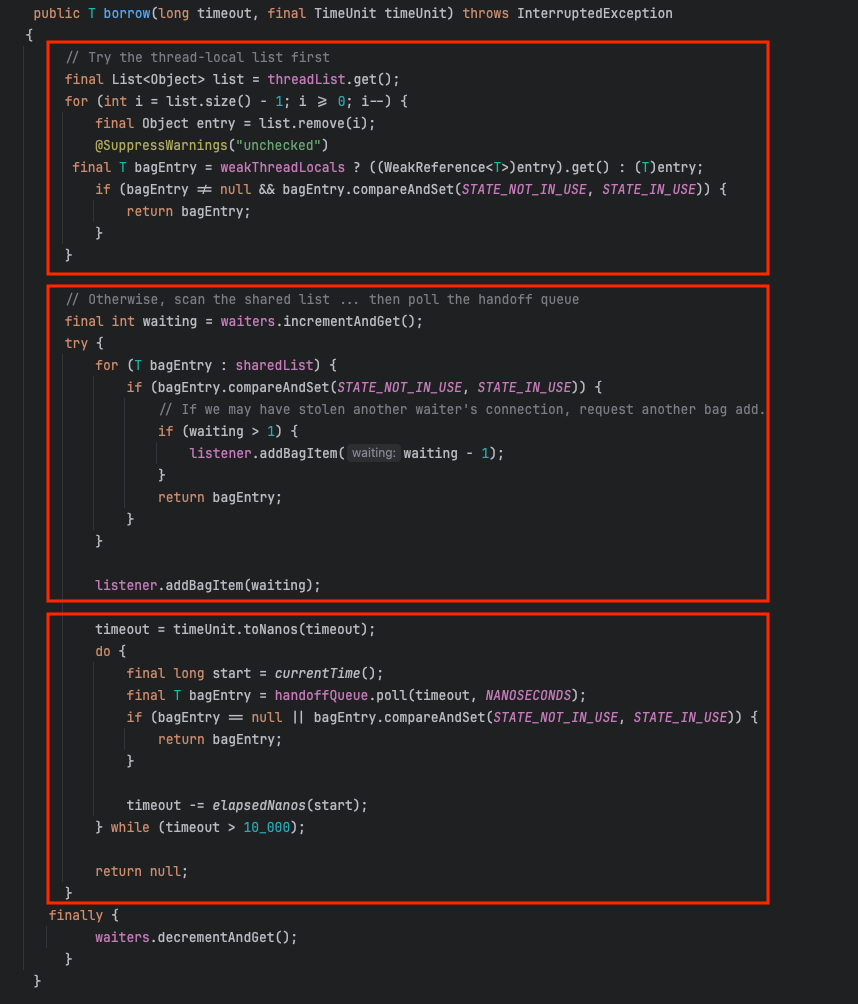 public T borrow(long timeout, final TimeUnit timeUnit) throws InterruptedException
{
// Try the thread-local list first
final List<Object> list = threadList.get();
for (int i = list.size() - 1; i >= 0; i--) {
final Object entry = list.remove(i);
@SuppressWarnings("unchecked")
final T bagEntry = weakThreadLocals ? ((WeakReference<T>)entry).get() : (T)entry;
if (bagEntry != null && bagEntry.compareAndSet(STATE_NOT_IN_USE, STATE_IN_USE)) {
return bagEntry;
}
}
// Otherwise, scan the shared list ... then poll the handoff queue
final int waiting = waiters.incrementAndGet();
try {
for (T bagEntry : sharedList) {
if (bagEntry.compareAndSet(STATE_NOT_IN_USE, STATE_IN_USE)) {
// If we may have stolen another waiter's connection, request another bag add.
if (waiting > 1) {
listener.addBagItem( waiting: waiting - 1);
}
return bagEntry;
}
}
listener.addBagItem(waiting);
timeout = timeUnit.toNanos(timeout);
do {
final long start = currentTime();
final T bagEntry = handoffQueue.poll(timeout, NANOSECONDS);
if (bagEntry == null || bagEntry.compareAndSet(STATE_NOT_IN_USE, STATE_IN_USE)) {
return bagEntry;
}
timeout -= elapsedNanos(start);
} while (timeout > 10_000);
return null;
}
finally {
waiters.decrementAndGet();
}
}